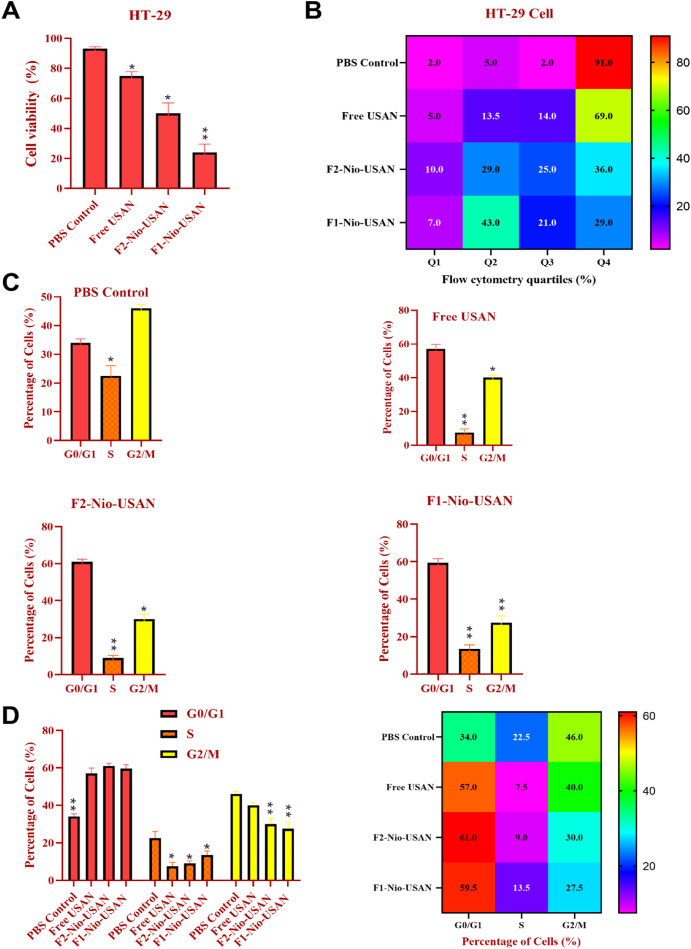 A
HT-29
Cell viability (%)
100
80
60
40
20
0
*
*
**
PBS Control
Free USAN
F2-Nio-USAN
F1-Nio-USAN
B
HT-29 Cell
PBS Control 2.0 5.0 2.0 91.0
Free USAN 5.0 13.5 14.0 69.0
F2-Nio-USAN 10.0 29.0 25.0 36.0
F1-Nio-USAN 7.0 43.0 21.0 29.0
Q1 Q2 Q3 Q4
Flow cytometry quartiles (%)
80
60
40
20
C
PBS Control
Percentage of Cells (%)
60
40
20
0
*
G0/G1 S G2/M
Free USAN
Percentage of Cells (%)
80
60
40
20
0
**
*
G0/G1 S G2/M
F2-Nio-USAN
Percentage of Cells (%)
80
60
40
20
0
**
*
G0/G1 S G2/M
F1-Nio-USAN
Percentage of Cells (%)
80
60
40
20
0
**
**
G0/G1 S G2/M
D
G0/G1
S
G2/M
Percentage of Cells (%)
80
60
40
20
0
**
*
*
*
**
**
PBS Control
Free USAN
F2-Nio-USAN
F1-Nio-USAN
PBS Control
Free USAN
F2-Nio-USAN
F1-Nio-USAN
PBS Control
Free USAN
F2-Nio-USAN
F1-Nio-USAN
PBS Control 34.0 22.5 46.0
Free USAN 57.0 7.5 40.0
F2-Nio-USAN 61.0 9.0 30.0
F1-Nio-USAN 59.5 13.5 27.5
G0/G1 S G2/M
Percentage of Cells (%)
60
50
40
30
20
10